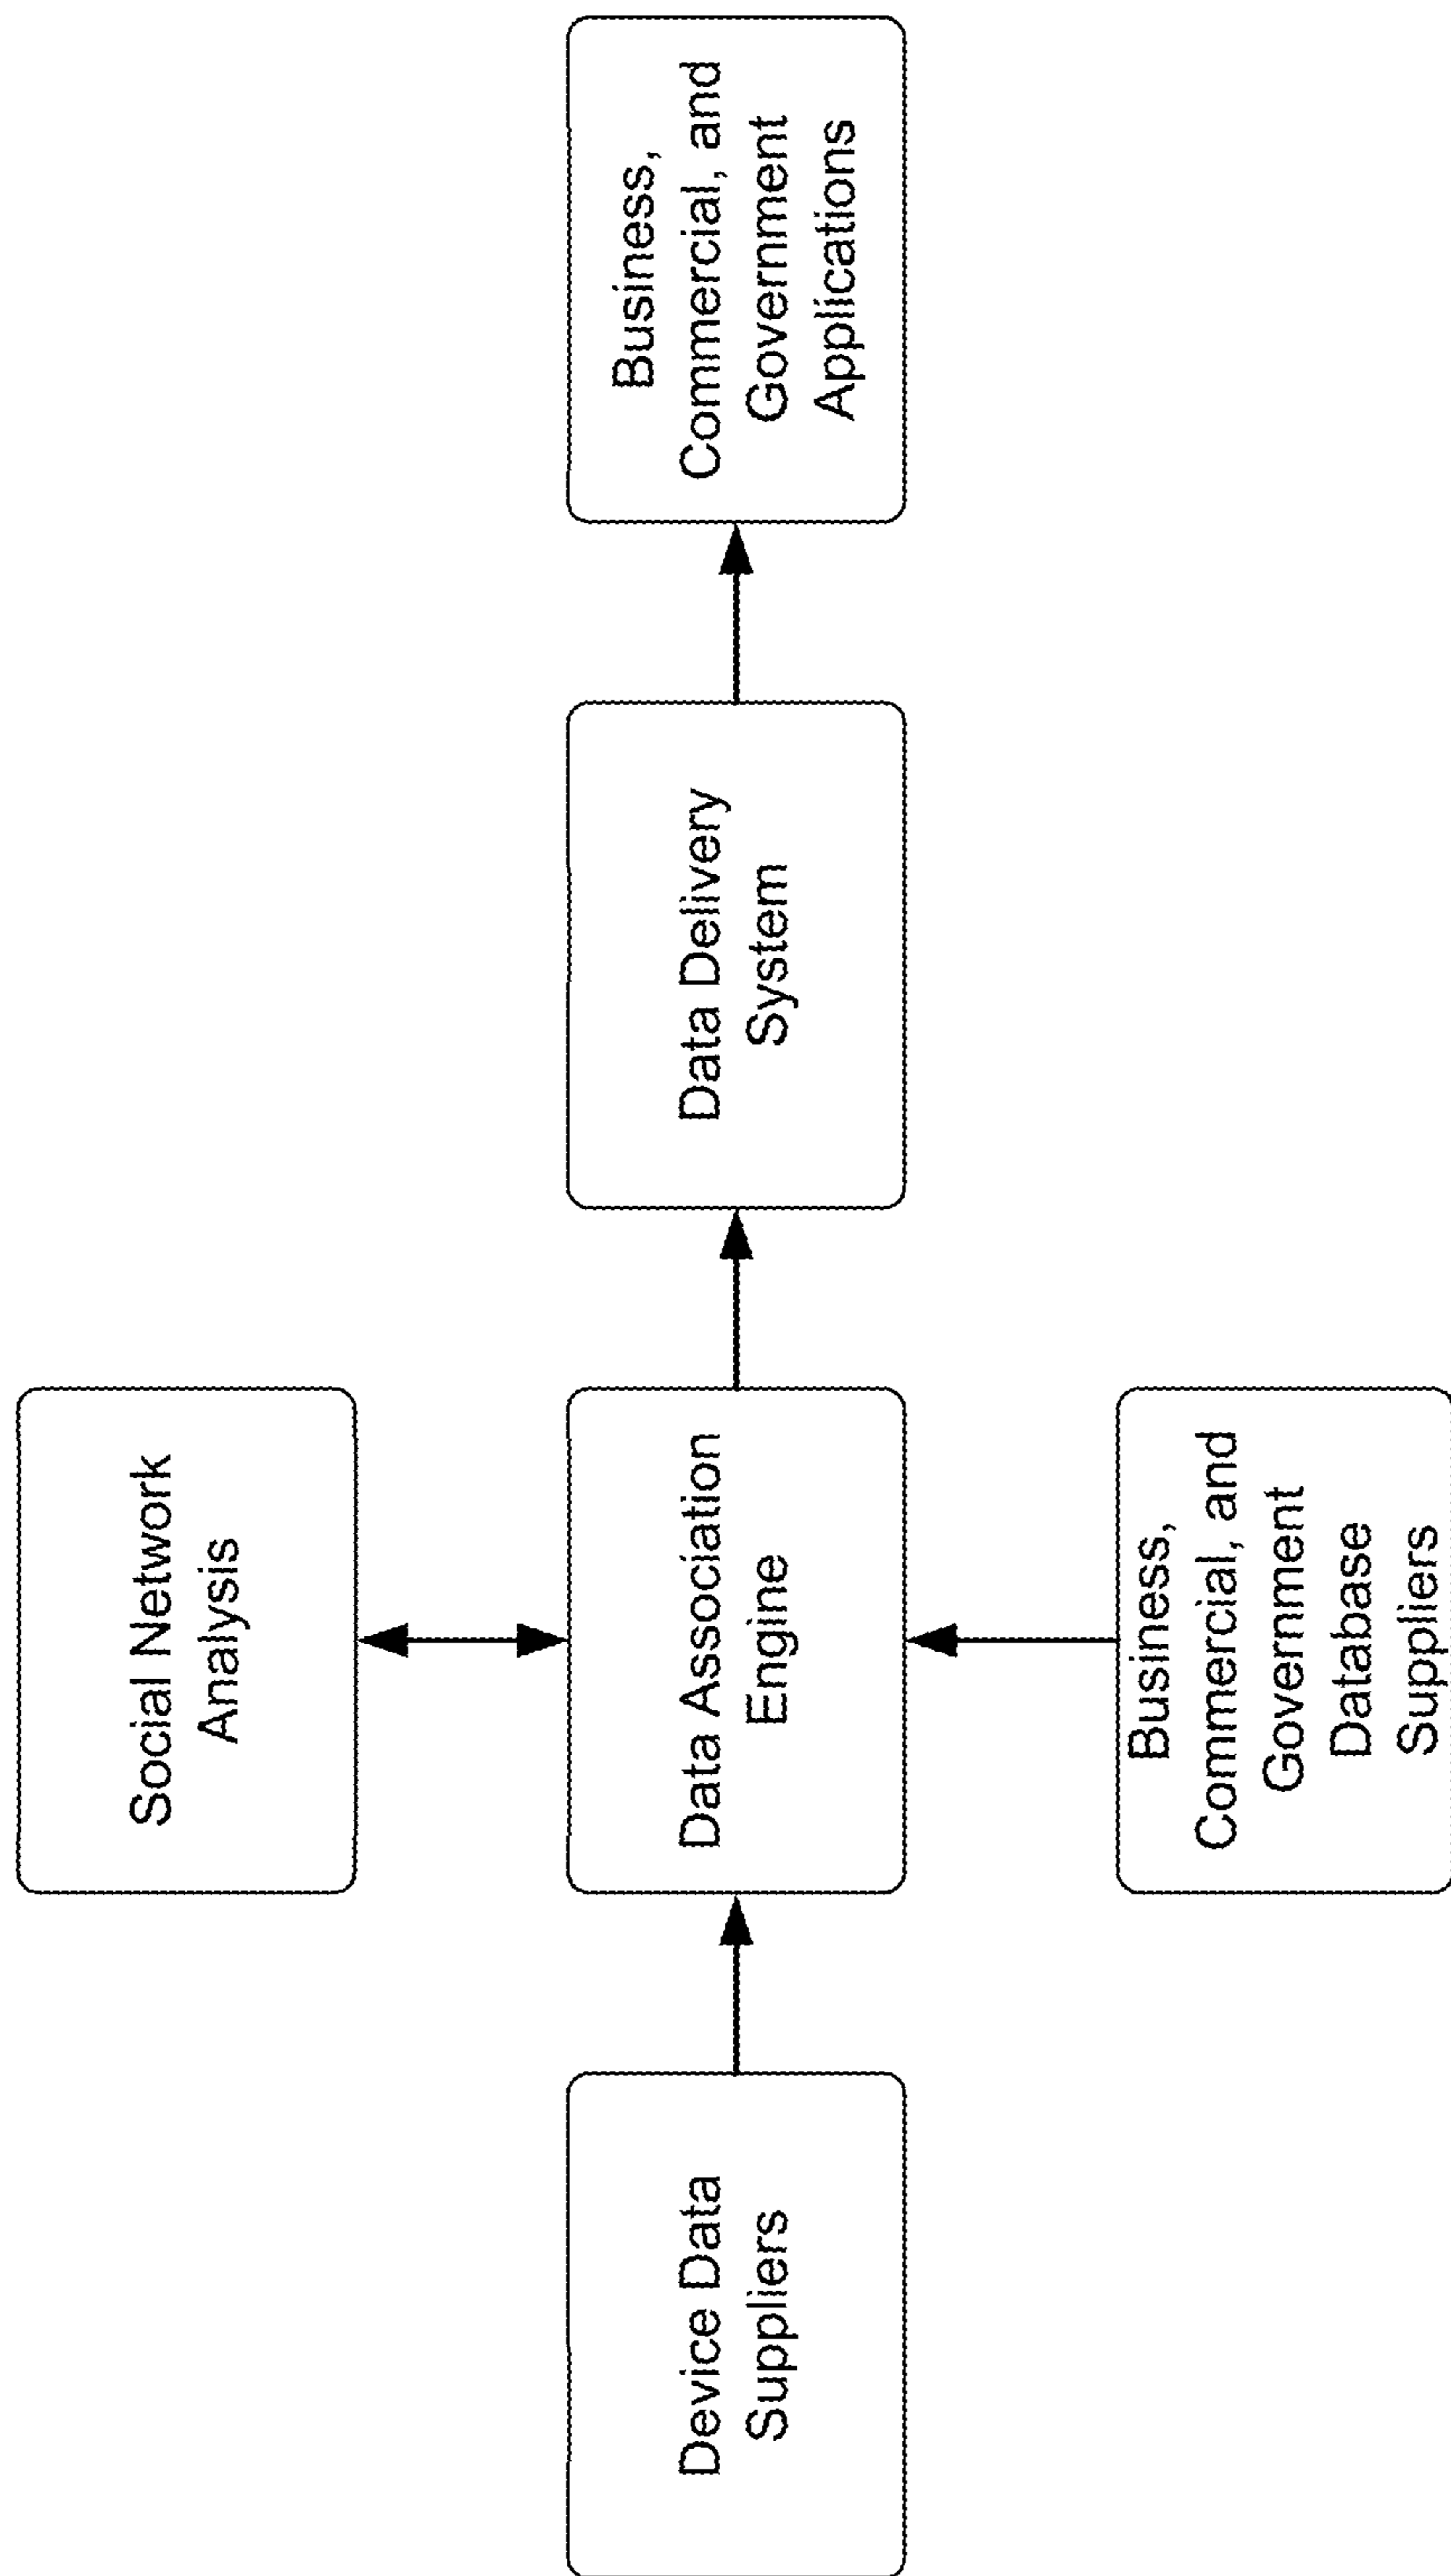 Social Network
Analysis
Device Data
Suppliers
Data Association
Engine
Data Delivery
System
Business,
Commercial, and
Government
Applications
Business,
Commercial, and
Government
Database
Suppliers